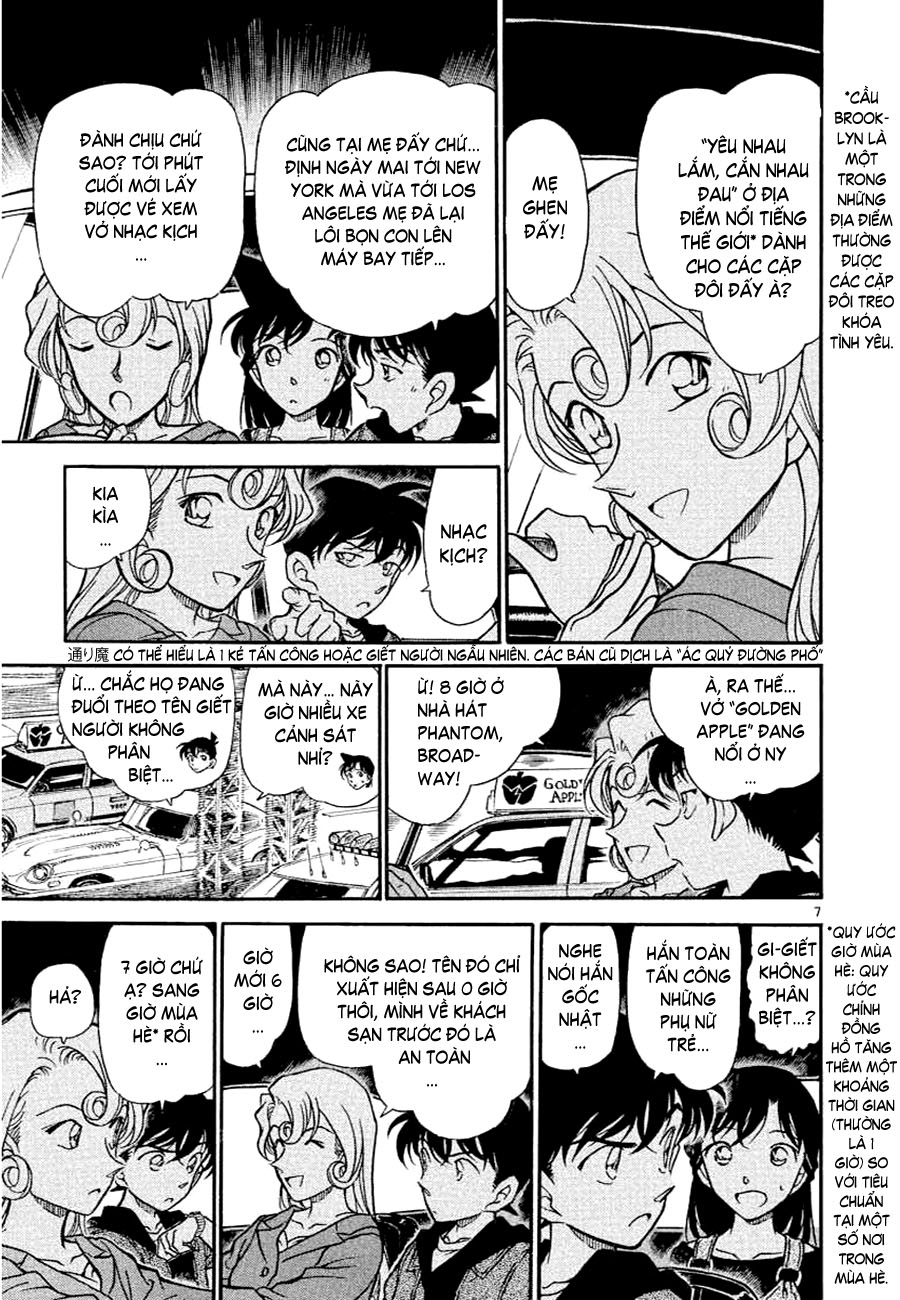 "YÊU NHAU
LẮM, CẮN NHAU
ĐAU" Ở ĐỊA
ĐIỂM NỔI TIẾNG
THẾ GIỚI* DÀNH
CHO CÁC CẶP
ĐÔI ĐẤY À?
MẸ
GHEN
ĐẤY!
*CẦU
BROOK-
LYN LÀ
MỘT
TRONG
NHỮNG
ĐỊA ĐIỂM
THƯỜNG
ĐƯỢC
CÁC CẶP
ĐÔI TREO
KHÓA
TÌNH YÊU.
CŨNG TẠI MẸ ĐẤY CHỨ...
ĐỊNH NGÀY MAI TỚI NEW
YORK MÀ VỪA TỚI LOS
ANGELES MẸ ĐÃ LẠI
LÔI BỌN CON LÊN
MÁY BAY TIẾP...
ĐÀNH CHỊU CHỨ
SAO? TỚI PHÚT
CUỐI MỚI LẤY
ĐƯỢC VÉ XEM
VỞ NHẠC KỊCH
...
NHẠC
KỊCH?
KIA
KÌA
...
通り魔 CÓ THỂ HIỂU LÀ 1 KẺ TẤN CÔNG HOẶC GIẾT NGƯỜI NGẪU NHIÊN. CÁC BẢN CŨ DỊCH LÀ "ÁC QUỶ ĐƯỜNG PHỐ"
À, RA THẾ...
VỞ "GOLDEN
APPLE" ĐANG
NỔI Ở NY
...
Ừ! 8 GIỜ Ở
NHÀ HÁT
PHANTOM,
BROAD-
WAY!
GOLD
APPL
MÀ NÀY... NÀY
GIỜ NHIỀU XE
CẢNH SÁT
NHỈ?
Ừ... CHẮC HỌ ĐANG
ĐUỔI THEO TÊN GIẾT
NGƯỜI KHÔNG
PHÂN
BIỆT...
7
GI-GIẾT
KHÔNG
PHÂN
BIỆT...?
HẮN TOÀN
TẤN CÔNG
NHỮNG
PHỤ NỮ
TRẺ...
NGHE
NÓI HẮN
GỐC
NHẬT
...
KHÔNG SAO! TÊN ĐÓ CHỈ
XUẤT HIỆN SAU 0 GIỜ
THÔI, MÌNH VỀ KHÁCH
SẠN TRƯỚC ĐÓ LÀ
AN TOÀN
...
GIỜ
MỚI 6
GIỜ
...
7 GIỜ CHỨ
Ạ? SANG
GIỜ MÙA
HÈ* RỒI
...
HẢ?
*QUY ƯỚC
GIỜ MÙA
HÈ: QUY
ƯỚC
CHỈNH
ĐỒNG
HỒ TĂNG
THÊM MỘT
KHOẢNG
THỜI GIAN
(THƯỜNG
LÀ 1
GIỜ) SO
VỚI TIÊU
CHUẨN
TẠI MỘT
SỐ NƠI
TRONG
MÙA HÈ.